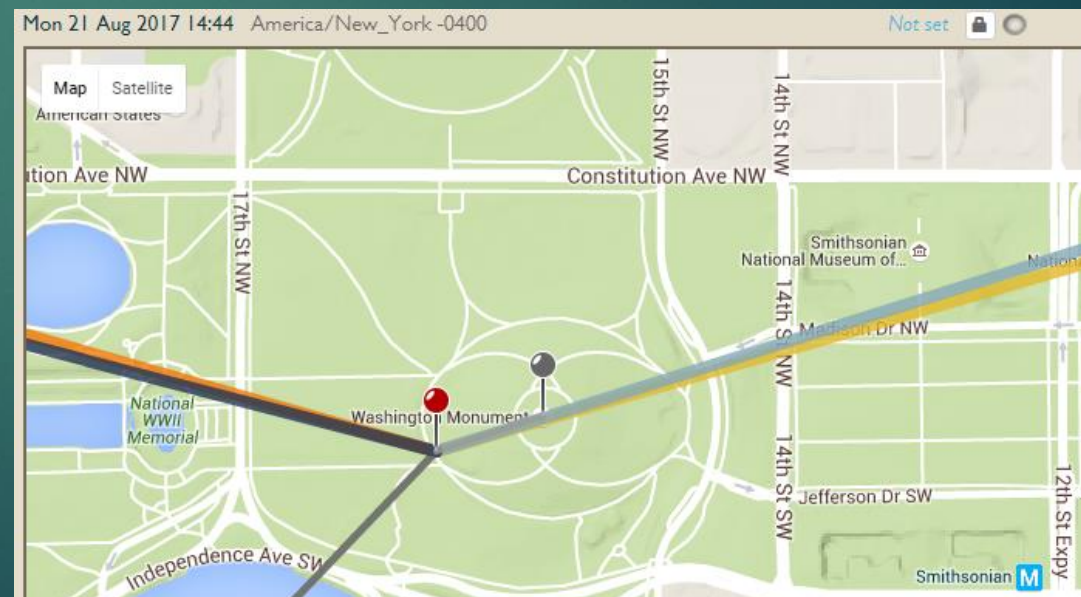 Mon 21 Aug 2017 14:44 America/New_York -0400
Not set
Map Satellite
American States
ution Ave NW
Constitution Ave NW
15th St NW
14th St NW
17th St NW
Smithsonian
National Museum of...
Nation
14th St NW
Madison Dr NW
National
WWII
Memorial
Washington Monument
14th St SW
Jefferson Dr SW
12th St Expy
Independence Ave SW
Smithsonian M